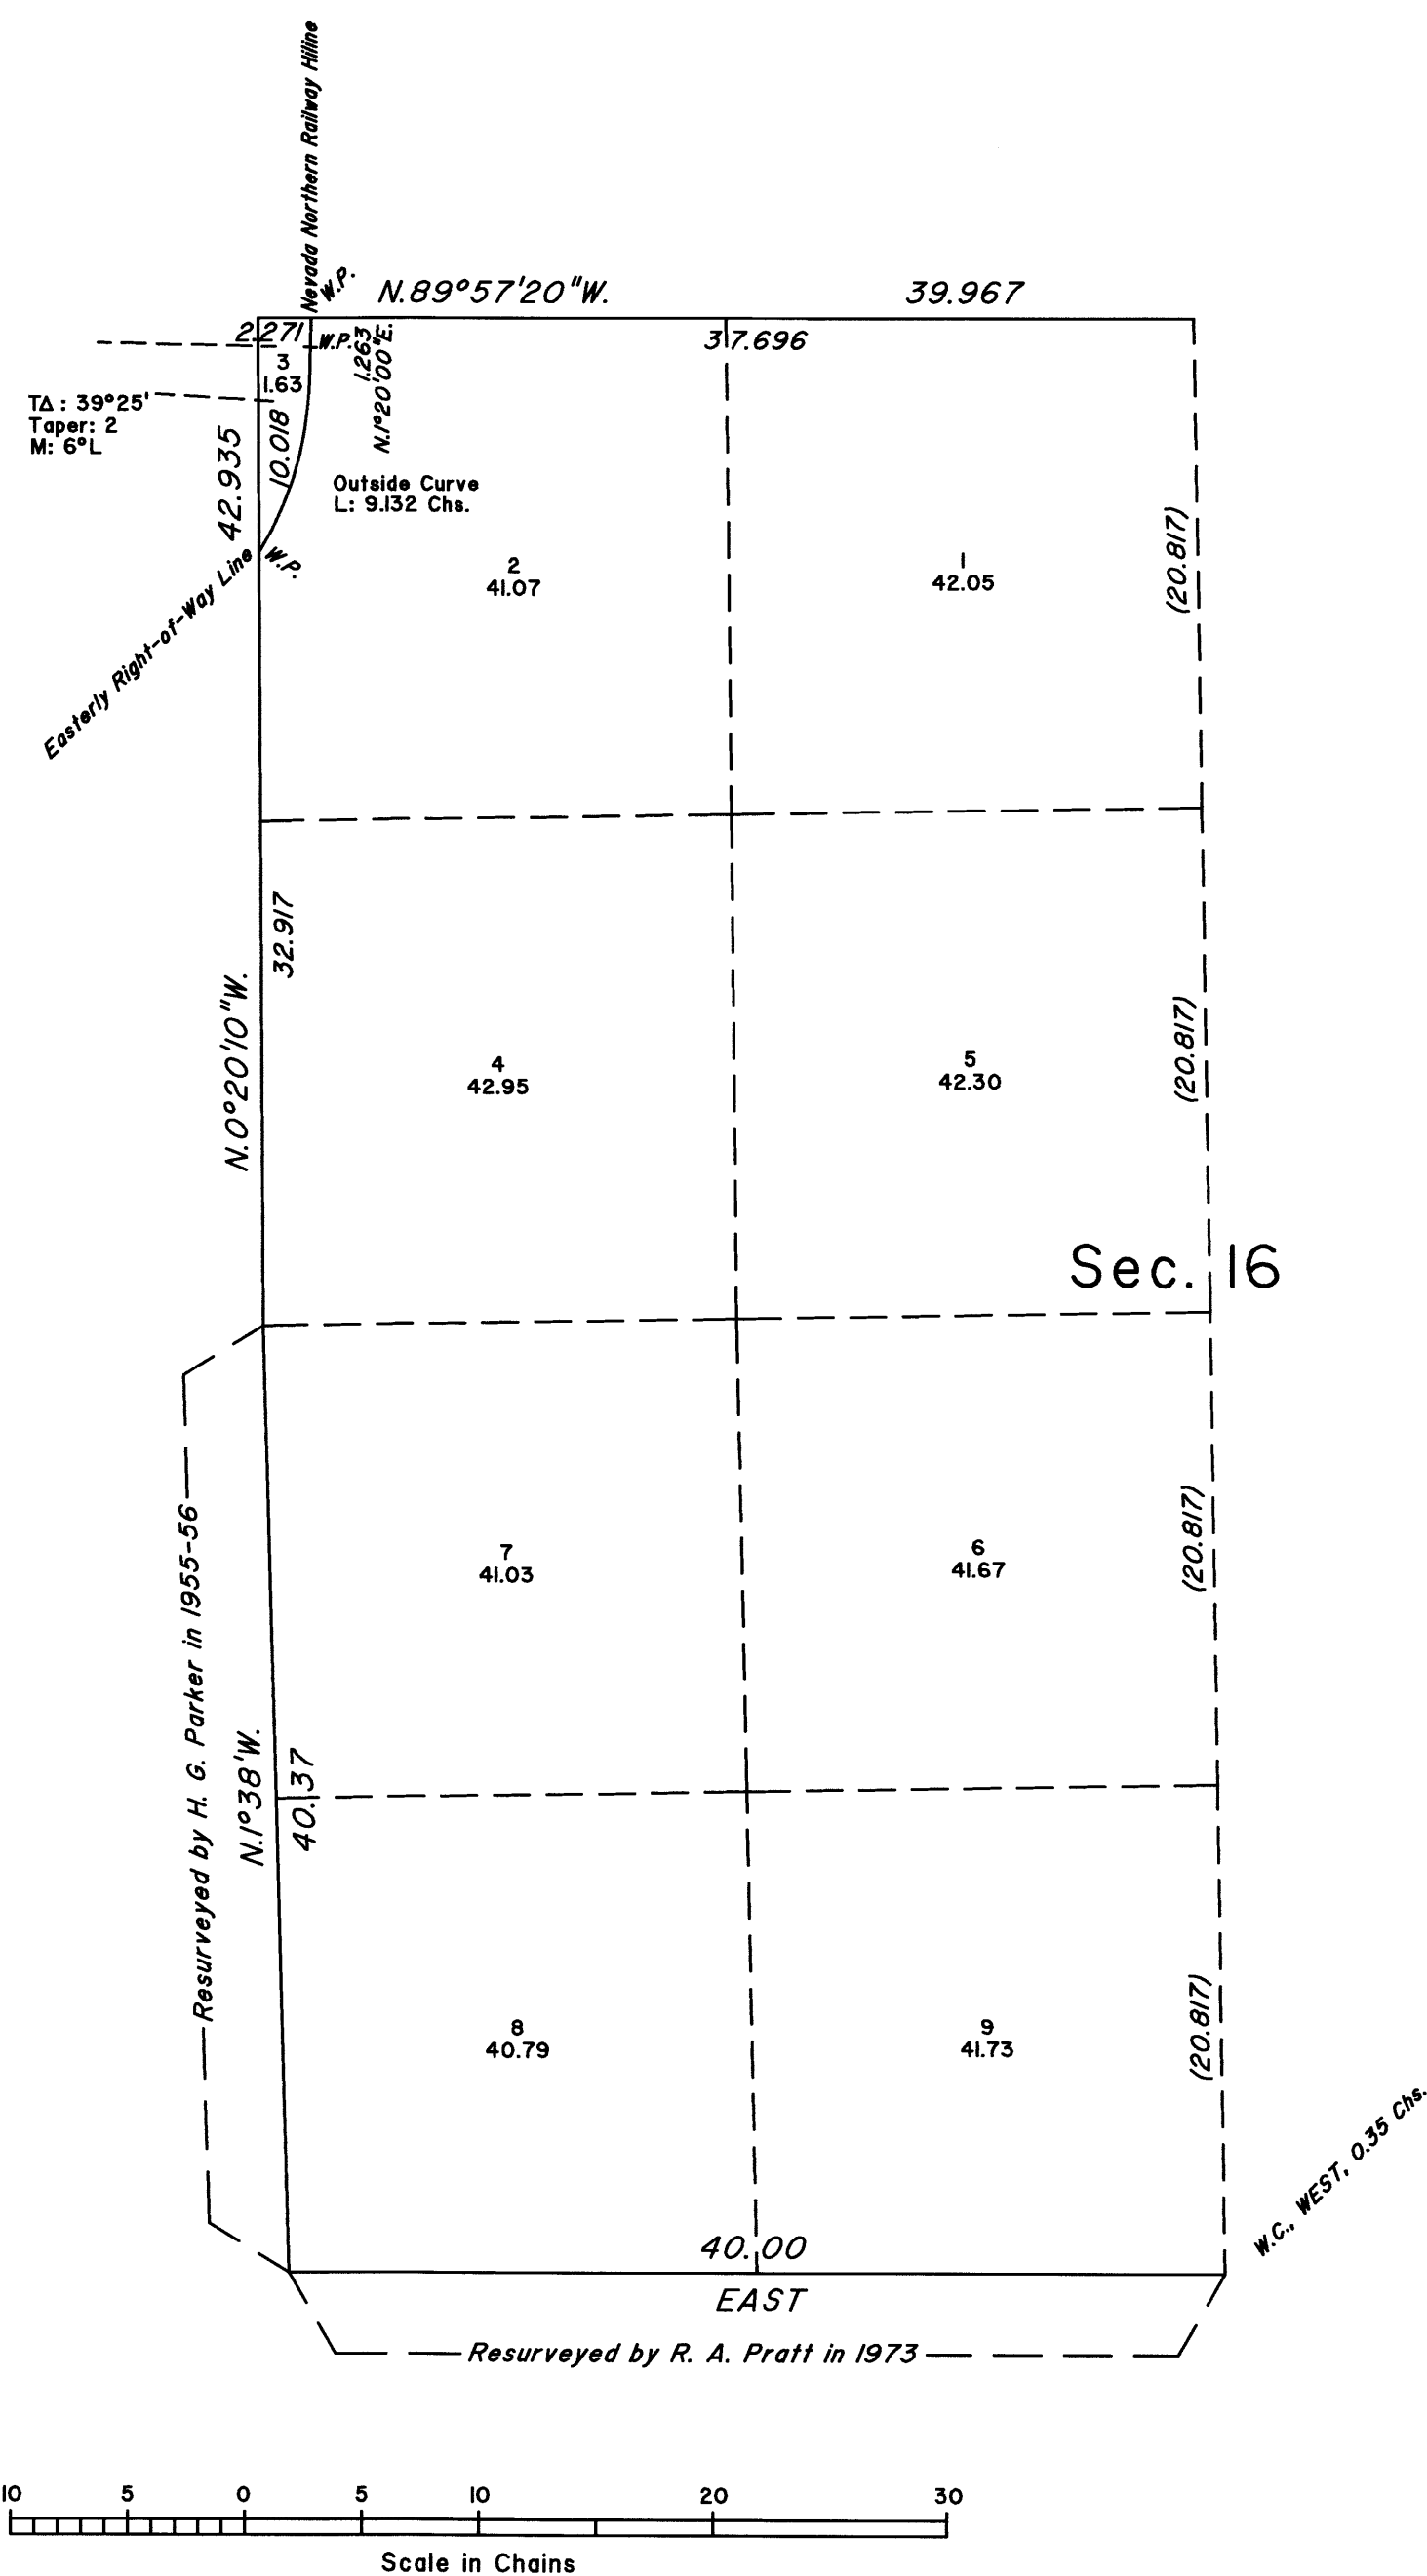 Nevada Northern Railway Hiline
W.P.
N.89°57'20"W.
39.967
2.271
W.P.
1.263
N.1°20'00"E.
37.696
3
1.63
TΔ: 39°25'
Taper: 2
M: 6°L
42.935
10.018
Outside Curve
L: 9.132 Chs.
W.P.
Easterly Right-of-Way Line
2
41.07
1
42.05
(20.817)
32.917
N.0°20'10"W.
4
42.95
5
42.30
(20.817)
Sec. 16
Resurveyed by H. G. Parker in 1955-56
7
41.03
6
41.67
(20.817)
N.1°38'W.
40.37
8
40.79
9
41.73
(20.817)
W.C., WEST, 0.35 Chs.
40.00
EAST
Resurveyed by R. A. Pratt in 1973
10 5 0 5 10 20 30
Scale in Chains